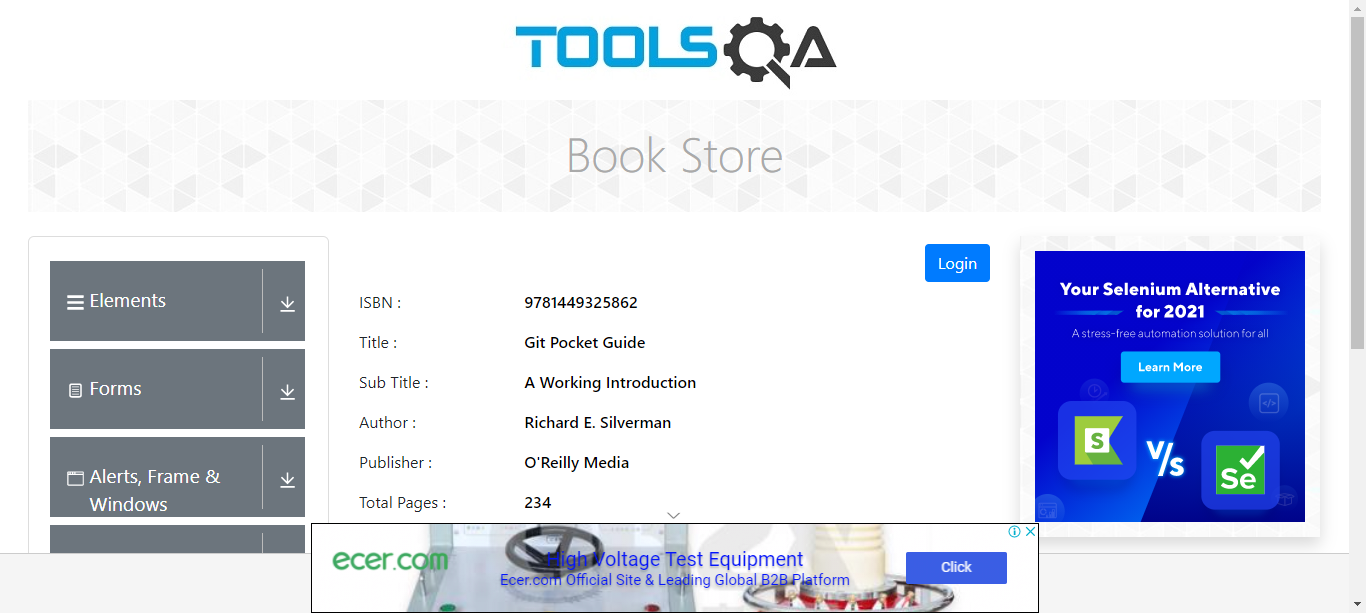 TOOLSQA
Book Store
Elements
Forms
Alerts, Frame &
Windows
Login
ISBN : 9781449325862
Title : Git Pocket Guide
Sub Title : A Working Introduction
Author : Richard E. Silverman
Publisher : O'Reilly Media
Total Pages : 234
Your Selenium Alternative
for 2021
A stress-free automation solution for all
Learn More
S
V/s
Se
ecer.com
High Voltage Test Equipment
Ecer.com Official Site & Leading Global B2B Platform
Click